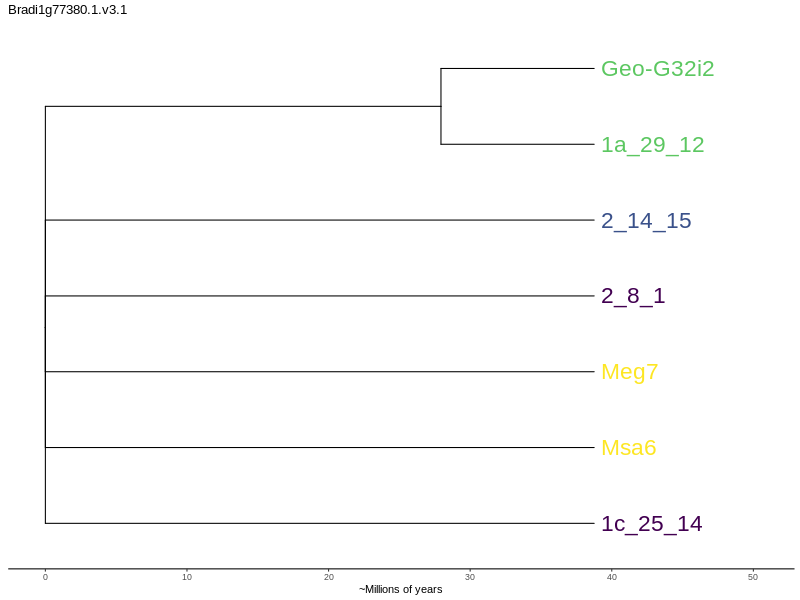 Bradi1g77380.1.v3.1
Geo-G32i2
1a_29_12
2_14_15
2_8_1
Meg7
Msa6
1c_25_14
0 10 20 30 40 50
~Millions of years